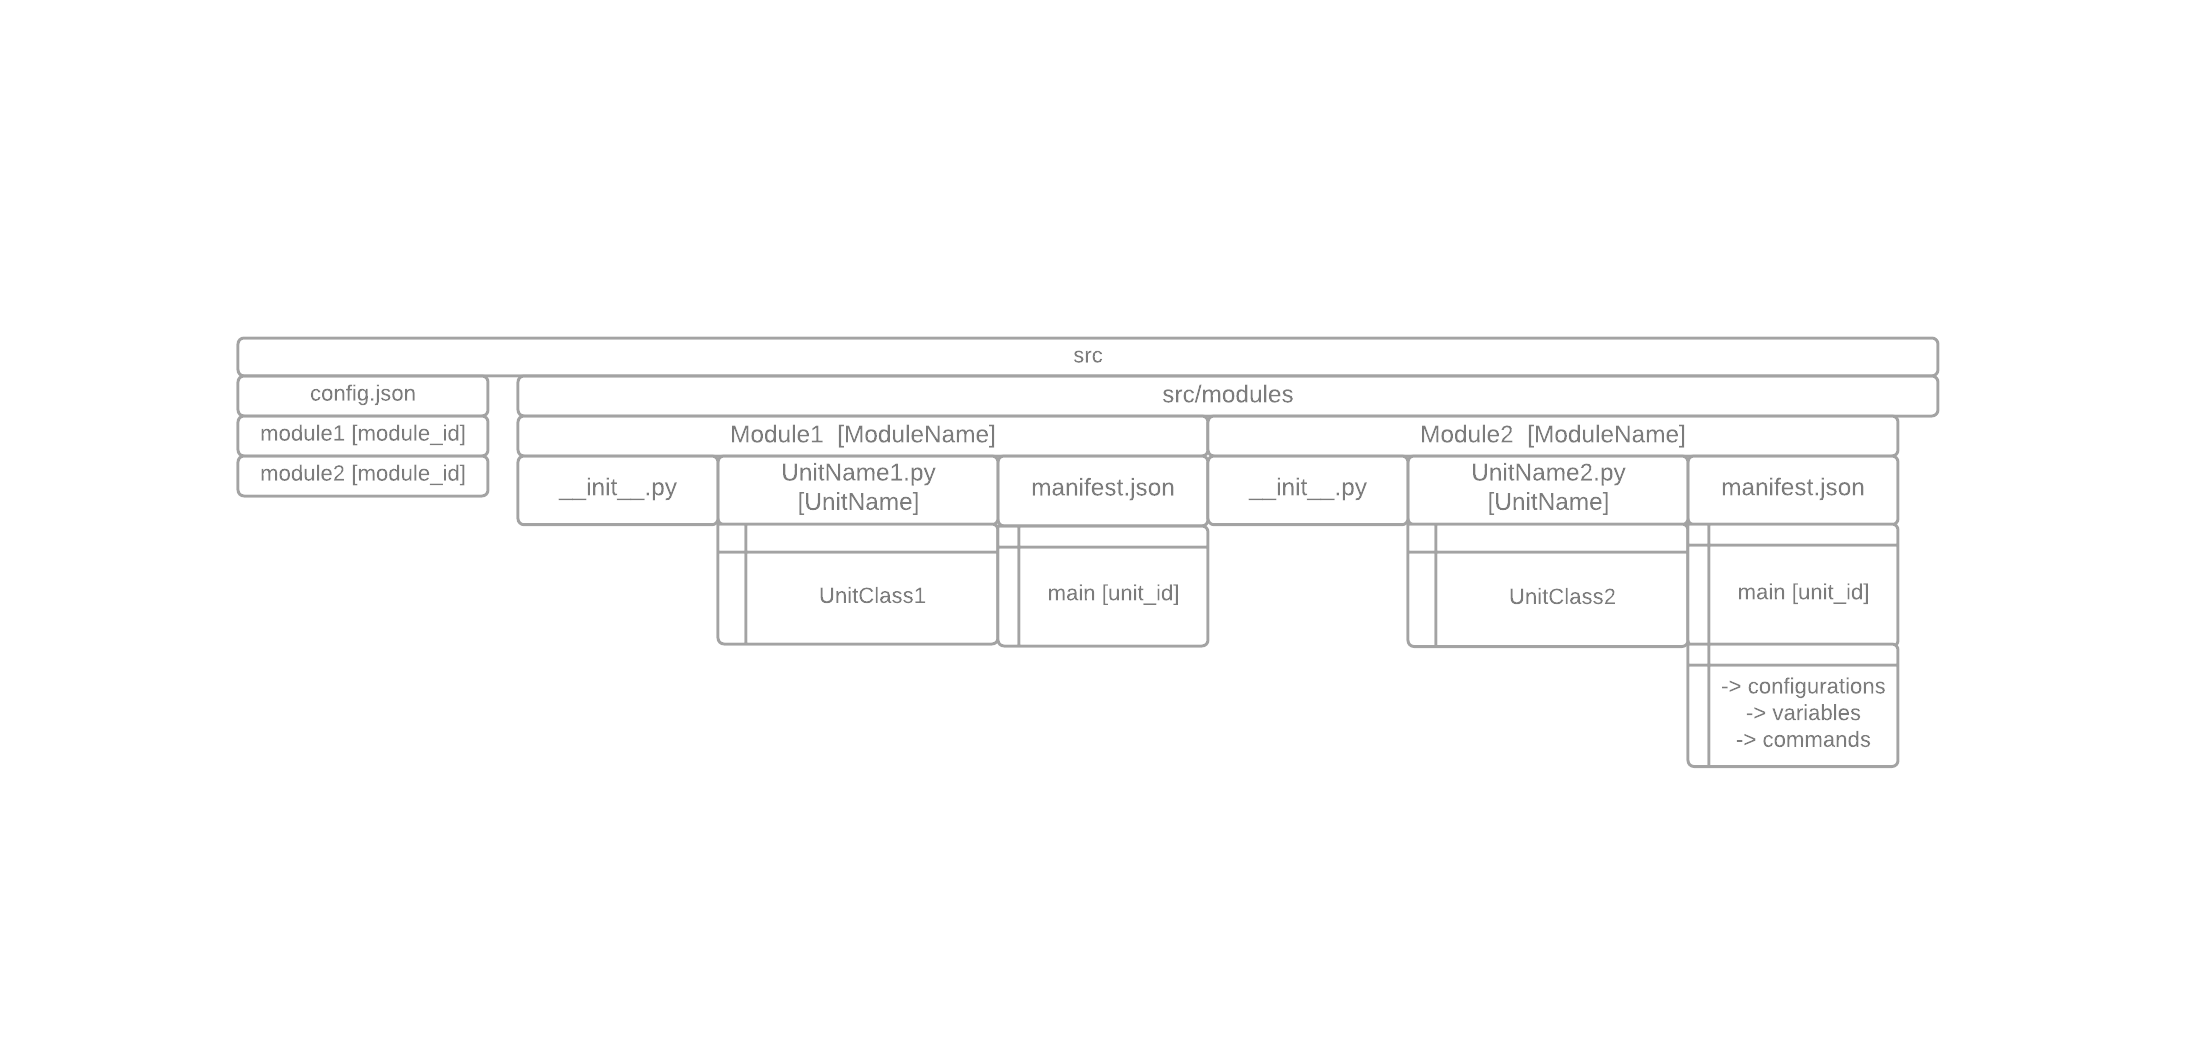 src
config.json
src/modules
module1 [module_id]
Module1  [ModuleName]
Module2  [ModuleName]
module2 [module_id]
__init__.py
UnitName1.py
[UnitName]
manifest.json
__init__.py
UnitName2.py
[UnitName]
manifest.json
UnitClass1
main [unit_id]
UnitClass2
main [unit_id]
-> configurations
-> variables
-> commands